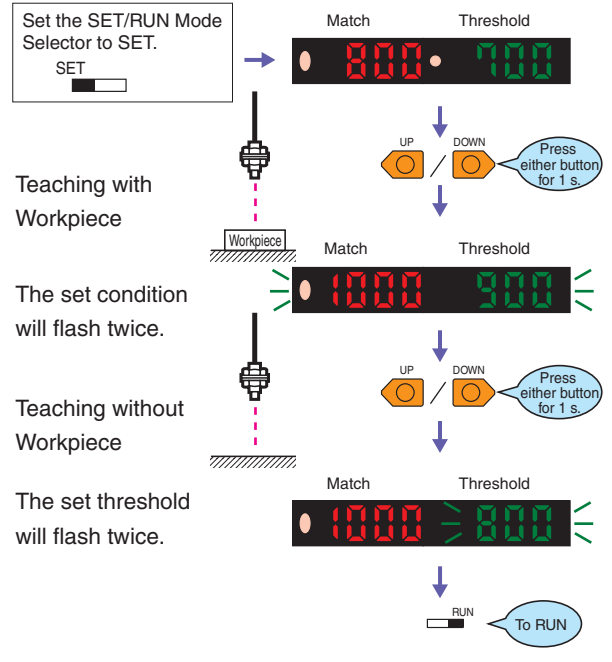 Set the SET/RUN Mode
Selector to SET.
SET
Match Threshold
800 700
UP / DOWN
Press
either button
for 1 s.
Teaching with
Workpiece
Workpiece
Match Threshold
1000 900
The set condition
will flash twice.
UP / DOWN
Press
either button
for 1 s.
Teaching without
Workpiece
Match Threshold
1000 800
The set threshold
will flash twice.
RUN
To RUN